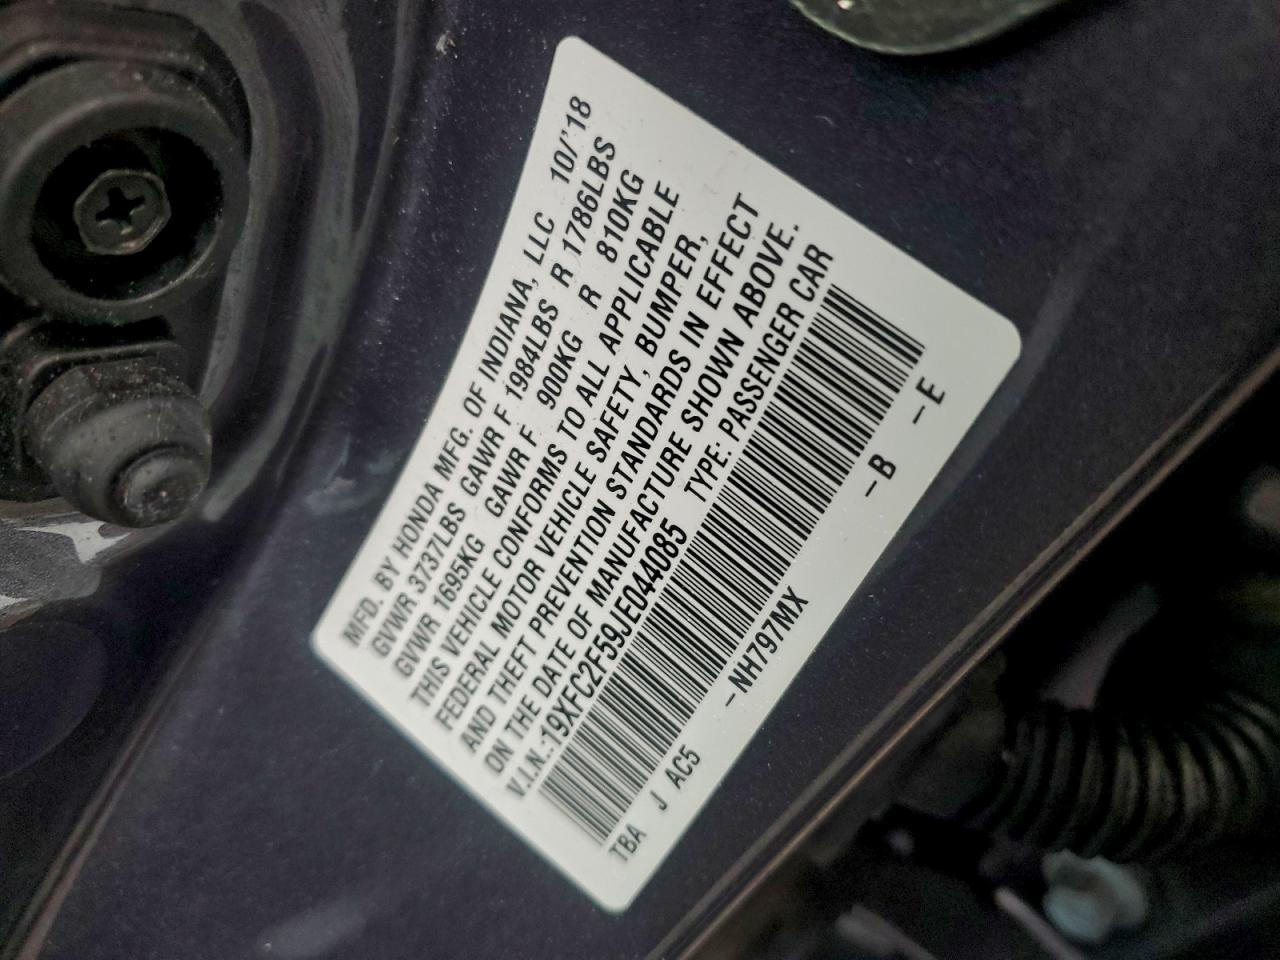 MFD. BY HONDA MFG. OF INDIANA, LLC 10/'18
GVWR 3737LBS GAWR F 1984LBS R 1786LBS
GVWR 1695KG GAWR F 900KG R 810KG
THIS VEHICLE CONFORMS TO ALL APPLICABLE
FEDERAL MOTOR VEHICLE SAFETY, BUMPER,
AND THEFT PREVENTION STANDARDS IN EFFECT
ON THE DATE OF MANUFACTURE SHOWN ABOVE.
V.I.N.:19XFC2F59JE044085 TYPE: PASSENGER CAR
TBA J AC5 -NH797MX -B -E